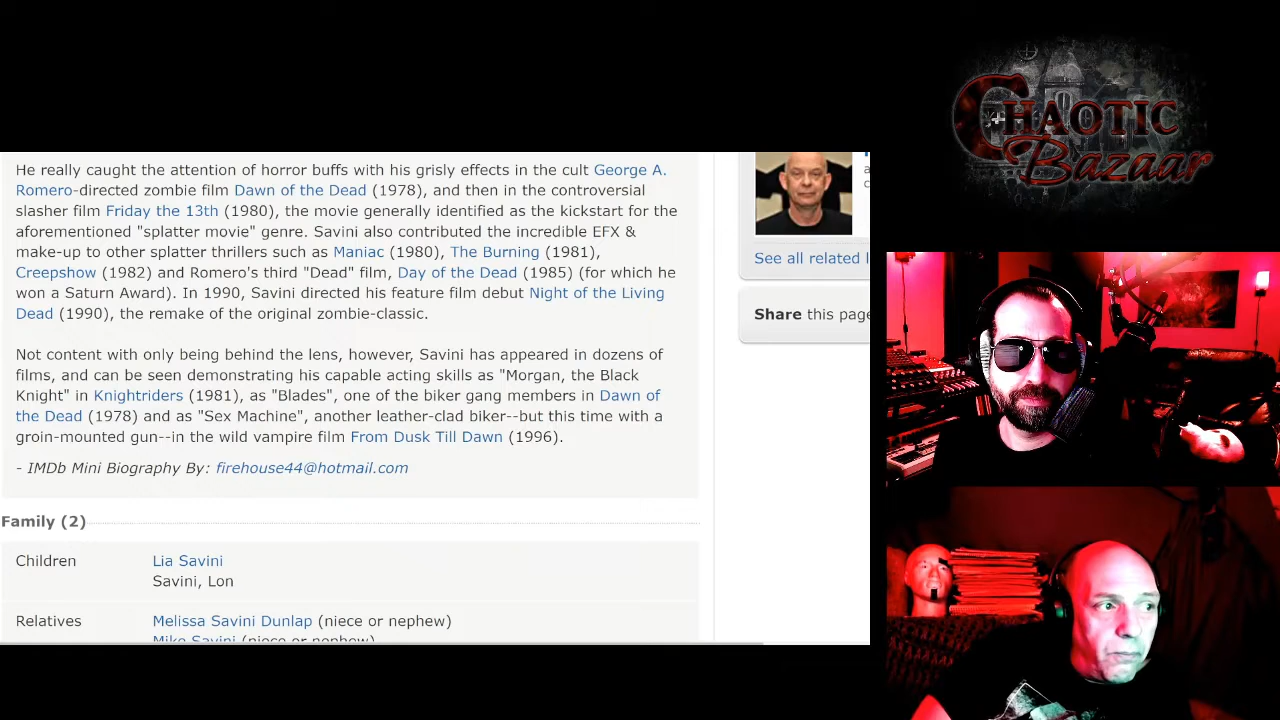 CHAOTIC
Bazaar
He really caught the attention of horror buffs with his grisly effects in the cult George A.
Romero-directed zombie film Dawn of the Dead (1978), and then in the controversial
slasher film Friday the 13th (1980), the movie generally identified as the kickstart for the
aforementioned "splatter movie" genre. Savini also contributed the incredible EFX &
make-up to other splatter thrillers such as Maniac (1980), The Burning (1981),
Creepshow (1982) and Romero's third "Dead" film, Day of the Dead (1985) (for which he
won a Saturn Award). In 1990, Savini directed his feature film debut Night of the Living
Dead (1990), the remake of the original zombie-classic.
Not content with only being behind the lens, however, Savini has appeared in dozens of
films, and can be seen demonstrating his capable acting skills as "Morgan, the Black
Knight" in Knightriders (1981), as "Blades", one of the biker gang members in Dawn of
the Dead (1978) and as "Sex Machine", another leather-clad biker--but this time with a
groin-mounted gun--in the wild vampire film From Dusk Till Dawn (1996).
- IMDb Mini Biography By: firehouse44@hotmail.com
Family (2)
Children Lia Savini
Savini, Lon
Relatives Melissa Savini Dunlap (niece or nephew)
Mike Savini (niece or nephew)
See all related l
Share this page